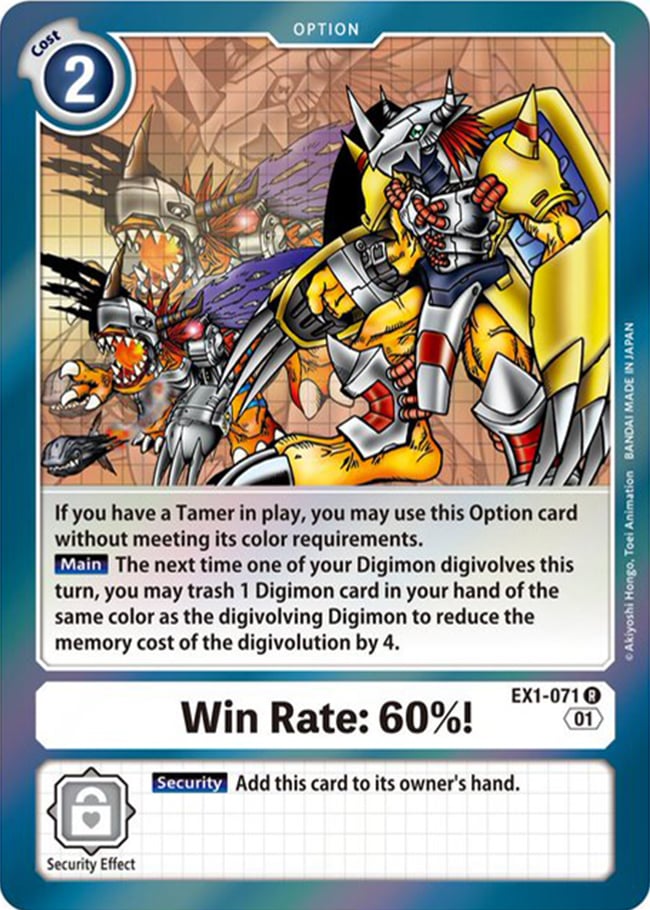 OPTION
Cost
2
If you have a Tamer in play, you may use this Option card
without meeting its color requirements.
Main The next time one of your Digimon digivolves this
turn, you may trash 1 Digimon card in your hand of the
same color as the digivolving Digimon to reduce the
memory cost of the digivolution by 4.
© Akiyoshi Hongo, Toei Animation BANDAI MADE IN JAPAN
EX1-071 R
Win Rate: 60%!
01
Security Add this card to its owner's hand.
Security Effect